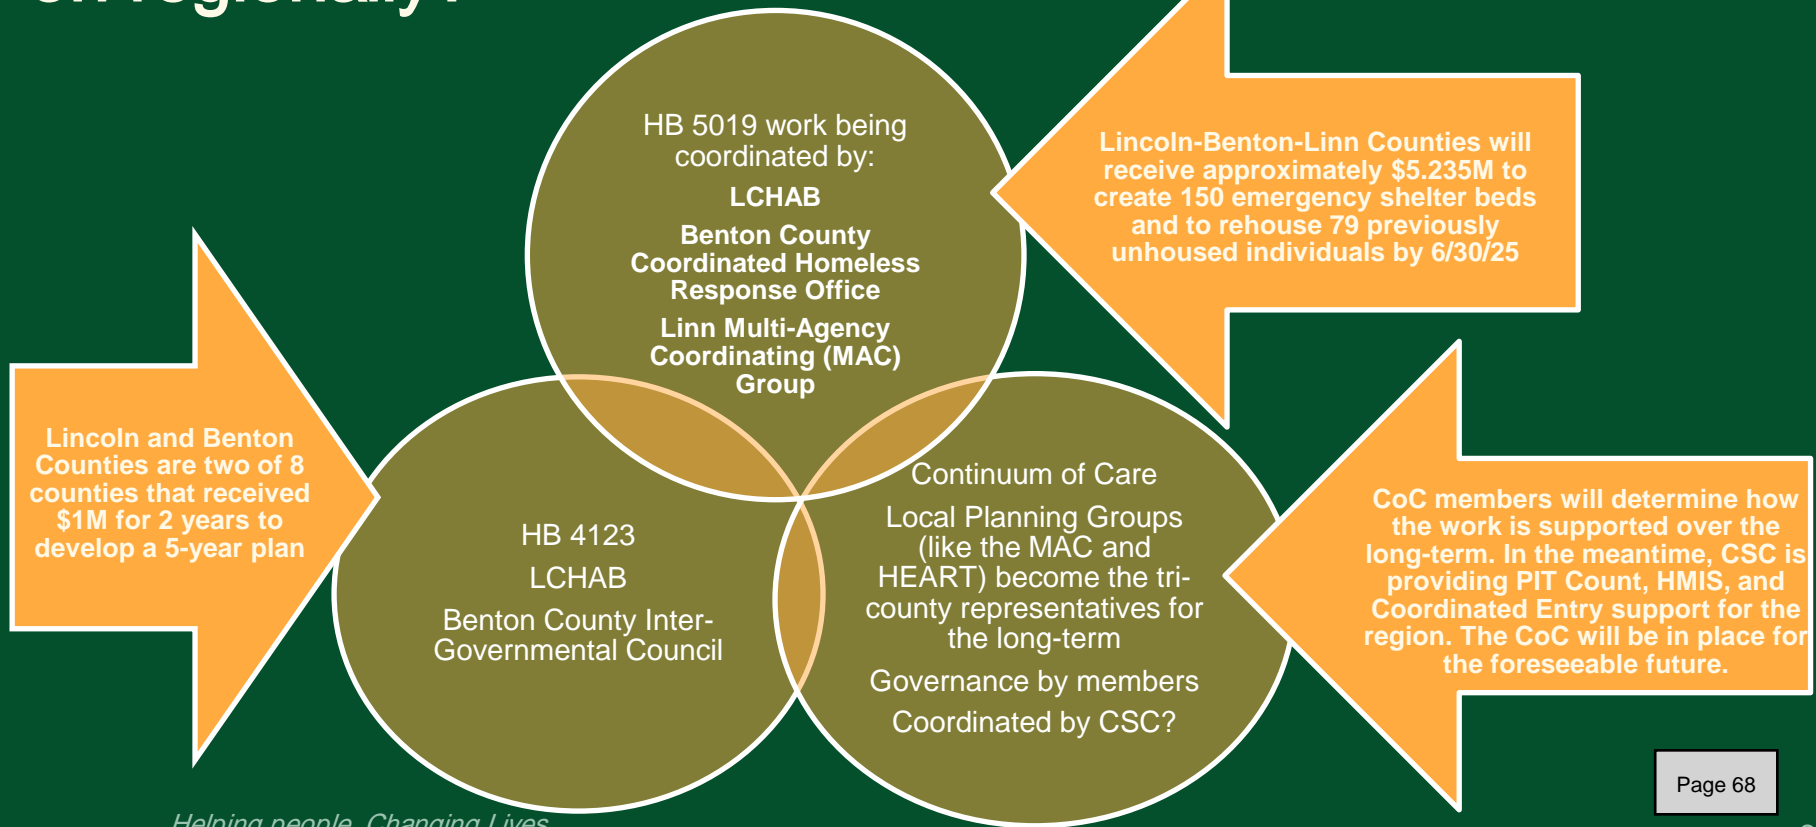 on regionally?
HB 5019 work being
coordinated by:
LCHAB
Benton County
Coordinated Homeless
Response Office
Linn Multi-Agency
Coordinating (MAC)
Group
Lincoln-Benton-Linn Counties will
receive approximately $5.235M to
create 150 emergency shelter beds
and to rehouse 79 previously
unhoused individuals by 6/30/25
Lincoln and Benton
Counties are two of 8
counties that received
$1M for 2 years to
develop a 5-year plan
HB 4123
LCHAB
Benton County Inter-
Governmental Council
Continuum of Care
Local Planning Groups
(like the MAC and
HEART) become the tri-
county representatives for
the long-term
Governance by members
Coordinated by CSC?
CoC members will determine how
the work is supported over the
long-term. In the meantime, CSC is
providing PIT Count, HMIS, and
Coordinated Entry support for the
region. The CoC will be in place for
the foreseeable future.
Page 68
Helping people. Changing Lives.